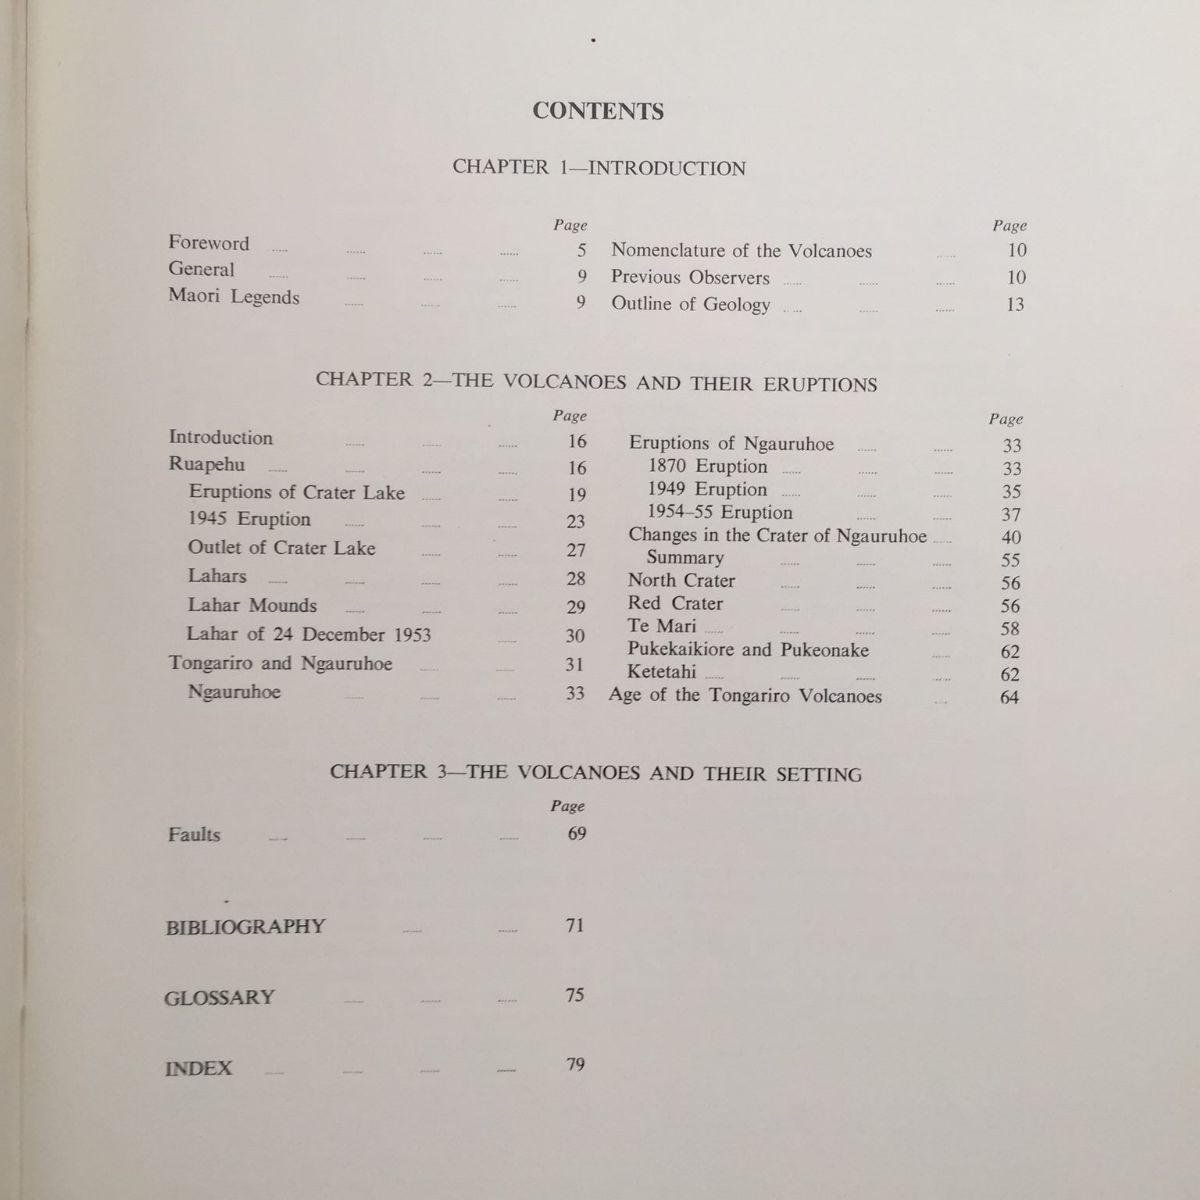 CONTENTS
CHAPTER 1—INTRODUCTION
Page
Foreword ...... ...... ...... ...... 5
General ...... ...... ...... ...... 9
Maori Legends ...... ...... ...... 9
Page
Nomenclature of the Volcanoes ...... 10
Previous Observers ...... ...... ...... 10
Outline of Geology ...... ...... ...... 13
CHAPTER 2—THE VOLCANOES AND THEIR ERUPTIONS
Page
Introduction ...... ...... ...... 16
Ruapehu ...... ...... ...... ...... 16
Eruptions of Crater Lake ...... ...... 19
1945 Eruption ...... ...... ...... 23
Outlet of Crater Lake ...... ...... 27
Lahars ...... ...... ...... ...... 28
Lahar Mounds ...... ...... ...... 29
Lahar of 24 December 1953 ...... 30
Tongariro and Ngauruhoe ...... ...... 31
Ngauruhoe ...... ...... ...... 33
Page
Eruptions of Ngauruhoe ...... ...... 33
1870 Eruption ...... ...... ...... 33
1949 Eruption ...... ...... ...... 35
1954–55 Eruption ...... ...... 37
Changes in the Crater of Ngauruhoe ...... 40
Summary ...... ...... ...... 55
North Crater ...... ...... ...... 56
Red Crater ...... ...... ...... 56
Te Mari ...... ...... ...... ...... 58
Pukekaikiore and Pukeonake ...... 62
Ketetahi ...... ...... ...... ...... 62
Age of the Tongariro Volcanoes ...... 64
CHAPTER 3—THE VOLCANOES AND THEIR SETTING
Page
Faults ...... ...... ...... ...... 69
BIBLIOGRAPHY ...... ...... 71
GLOSSARY ...... ...... ...... 75
INDEX ...... ...... ...... ...... 79